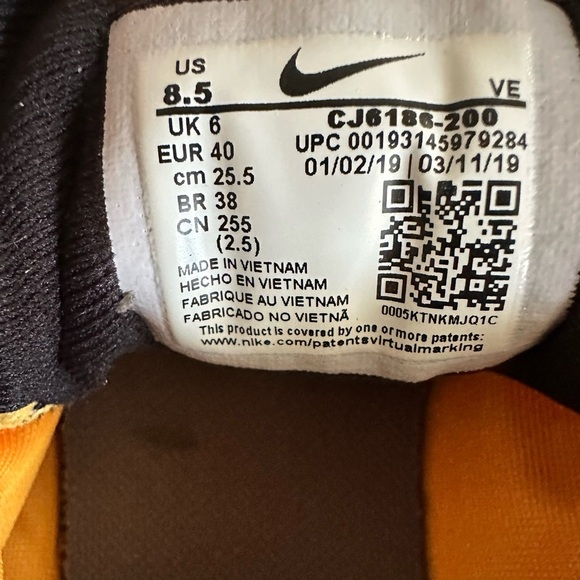 US
8.5
VE
UK 6
EUR 40
cm 25.5
BR 38
CN 255
(2.5)
CJ6186-200
UPC 00193145979284
01/02/19 | 03/11/19
MADE IN VIETNAM
HECHO EN VIETNAM
FABRIQUE AU VIETNAM
FABRICADO NO VIETNÃ
0005KTNKMJQ1C
This product is covered by one or more patents:
www.nike.com/patentsvirtualmarking